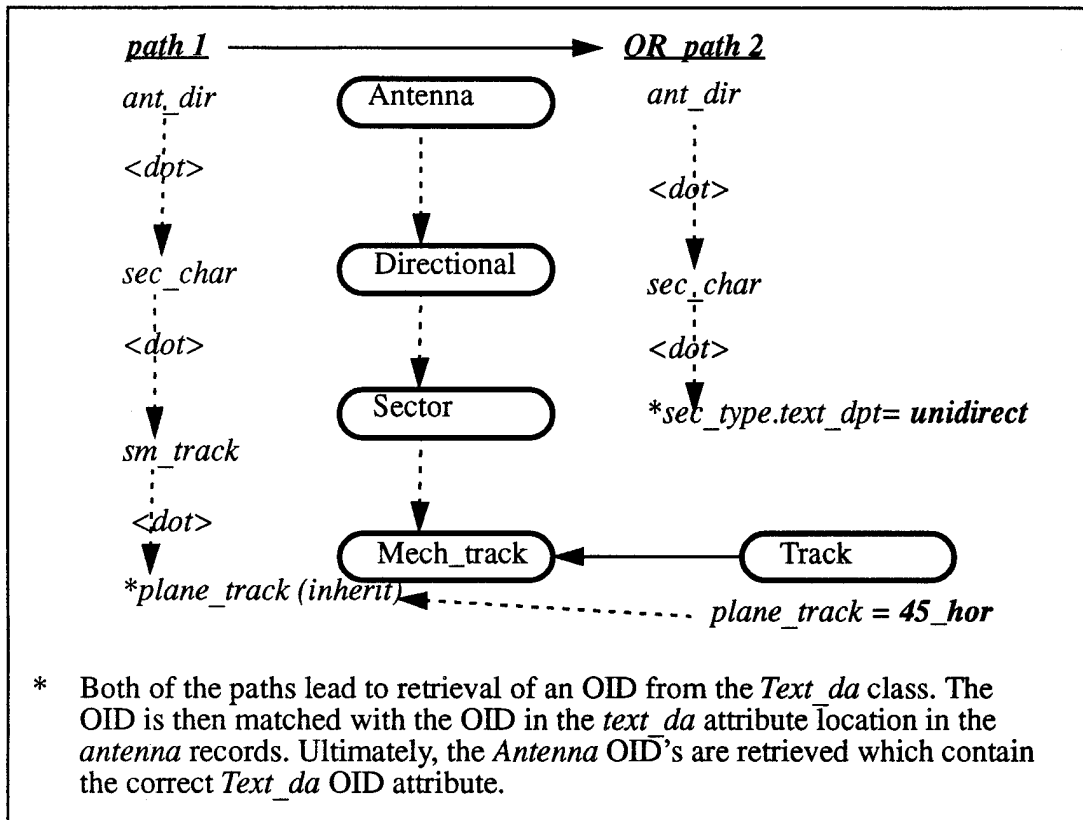 path 1 OR path 2
ant_dir Antenna ant_dir
<dot> <dot>
sec_char Directional sec_char
<dot> <dot>
Sector *sec_type.text_dpt= unidirect
sm_track
<dot>
Mech_track Track
*plane_track (inherit)
plane_track = 45_hor
* Both of the paths lead to retrieval of an OID from the Text_da class. The
OID is then matched with the OID in the text_da attribute location in the
antenna records. Ultimately, the Antenna OID's are retrieved which contain
the correct Text_da OID attribute.